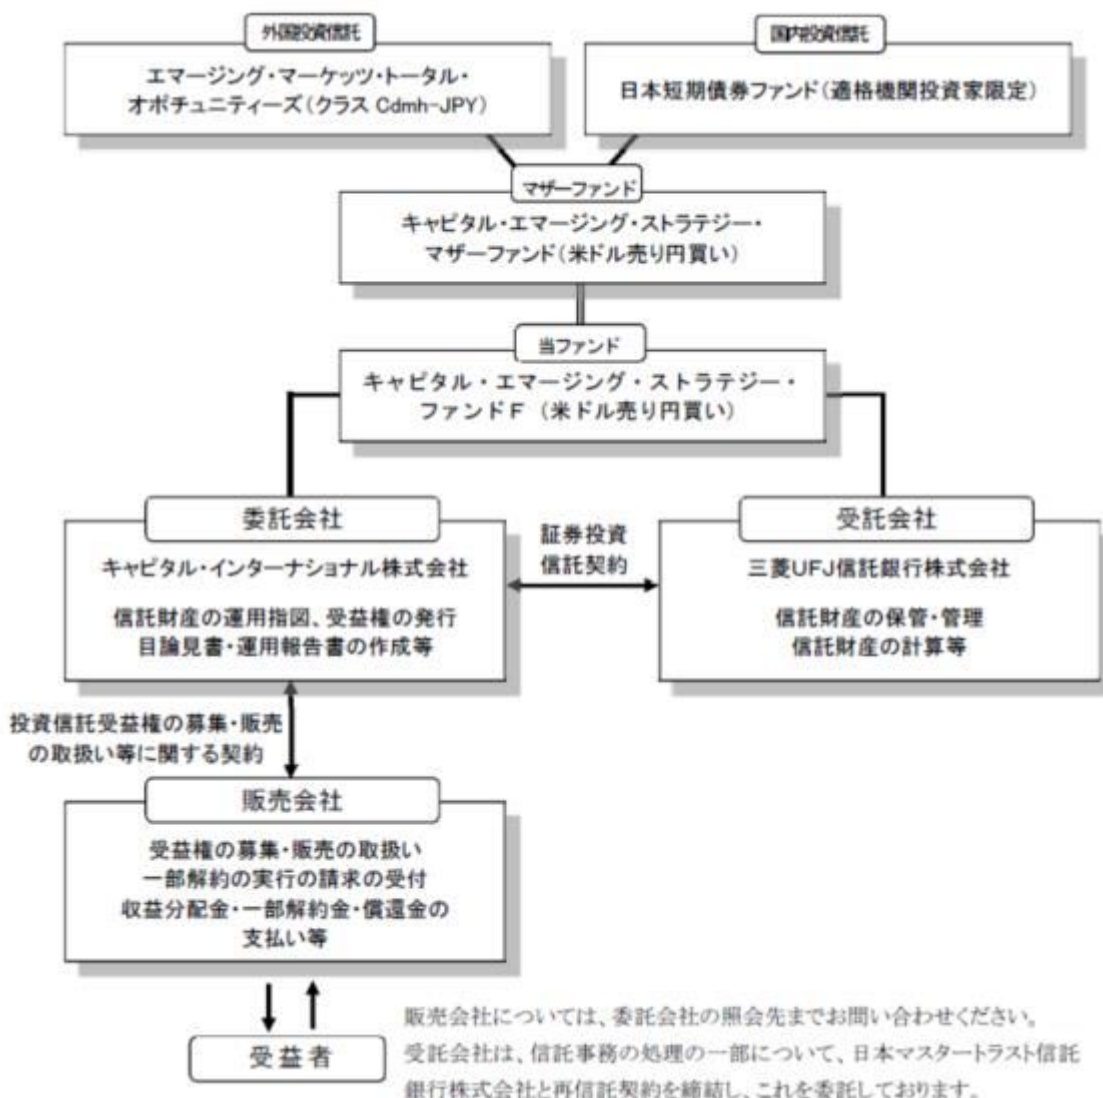 外国投資信託
エマージング・マーケッツ・トータル・
オポチュニティーズ(クラス Cdmh-JPY)
国内投資信託
日本短期債券ファンド(適格機関投資家限定)
マザーファンド
キャピタル・エマージング・ストラテジー・
マザーファンド(米ドル売り円買い)
当ファンド
キャピタル・エマージング・ストラテジー・
ファンドF (米ドル売り円買い)
委託会社
キャピタル・インターナショナル株式会社
信託財産の運用指図、受益権の発行
目論見書・運用報告書の作成等
証券投資
信託契約
受託会社
三菱UFJ信託銀行株式会社
信託財産の保管・管理
信託財産の計算等
投資信託受益権の募集・販売
の取扱い等に関する契約
販売会社
受益権の募集・販売の取扱い
一部解約の実行の請求の受付
収益分配金・一部解約金・償還金の
支払い等
受益者
販売会社については、委託会社の照会先までお問い合わせください。
受託会社は、信託事務の処理の一部について、日本マスタートラスト信託
銀行株式会社と再信託契約を締結し、これを委託しております。